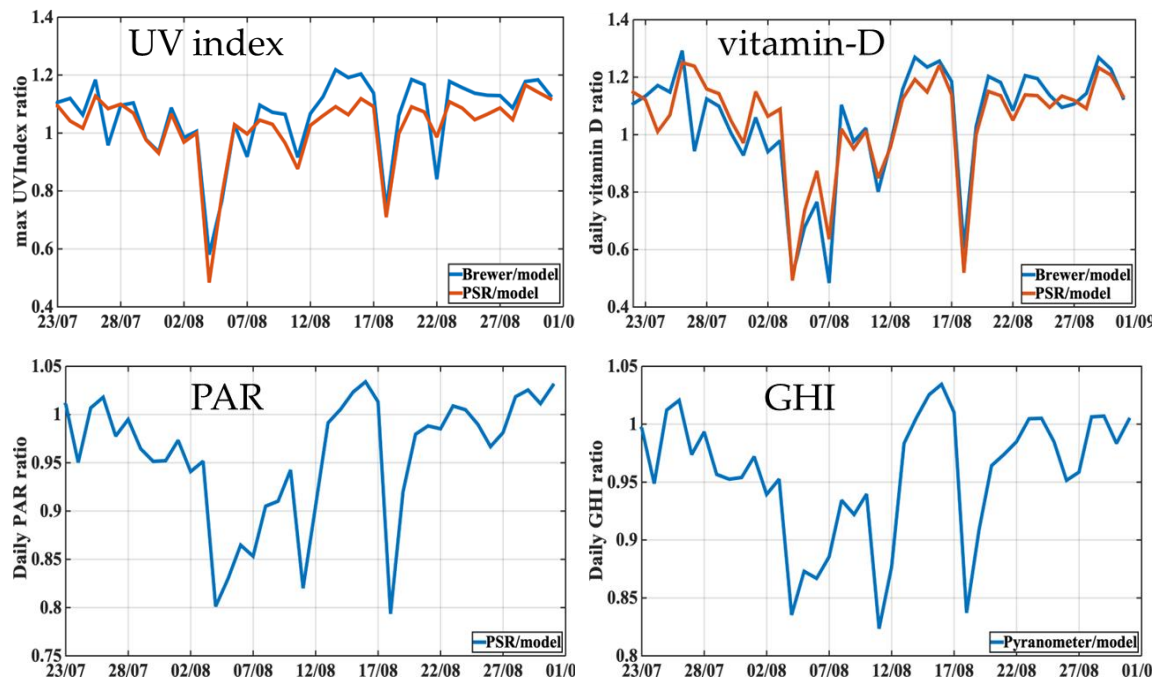 UV index
max UVIndex ratio
1.4
1.2
1
0.8
0.6
0.4
23/07 28/07 02/08 07/08 12/08 17/08 22/08 27/08 01/0
Brewer/model
PSR/model
vitamin-D
daily vitamin D ratio
1.4
1.2
1
0.8
0.6
0.4
23/07 28/07 02/08 07/08 12/08 17/08 22/08 27/08 01/09
Brewer/model
PSR/model
PAR
Daily PAR ratio
1.05
1
0.95
0.9
0.85
0.8
0.75
23/07 28/07 02/08 07/08 12/08 17/08 22/08 27/08 01/0
PSR/model
GHI
Daily GHI ratio
1.05
1
0.95
0.9
0.85
0.8
23/07 28/07 02/08 07/08 12/08 17/08 22/08 27/08 01/0
Pyranometer/model